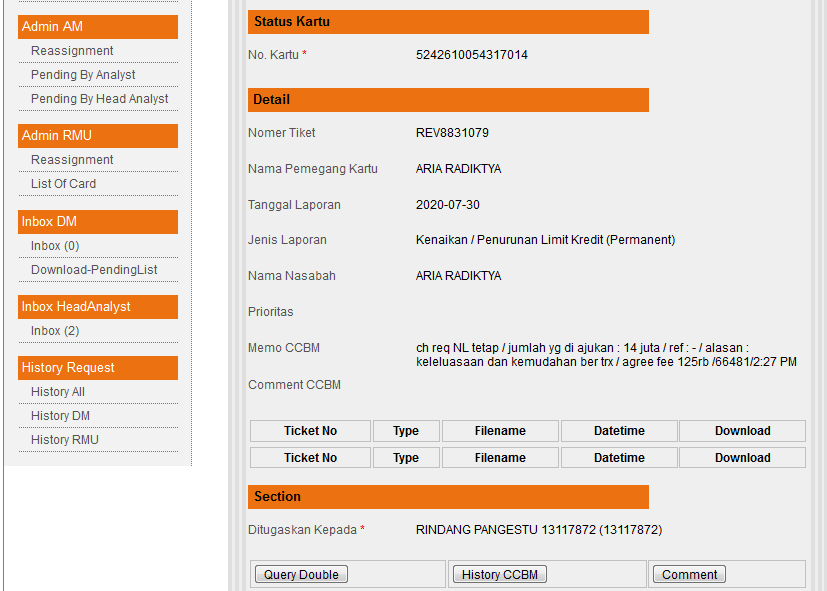 Admin AM
Reassignment
Pending By Analyst
Pending By Head Analyst
Admin RMU
Reassignment
List Of Card
Inbox DM
Inbox (0)
Download-PendingList
Inbox HeadAnalyst
Inbox (2)
History Request
History All
History DM
History RMU
Status Kartu
No. Kartu * 5242610054317014
Detail
Nomer Tiket REV8831079
Nama Pemegang Kartu ARIA RADIKTYA
Tanggal Laporan 2020-07-30
Jenis Laporan Kenaikan / Penurunan Limit Kredit (Permanent)
Nama Nasabah ARIA RADIKTYA
Prioritas
Memo CCBM ch req NL tetap / jumlah yg di ajukan : 14 juta / ref : - / alasan :
keleluasaan dan kemudahan ber trx / agree fee 125rb /66481/2:27 PM
Comment CCBM
Ticket No Type Filename Datetime Download
Ticket No Type Filename Datetime Download
Section
Ditugaskan Kepada * RINDANG PANGESTU 13117872 (13117872)
Query Double History CCBM Comment